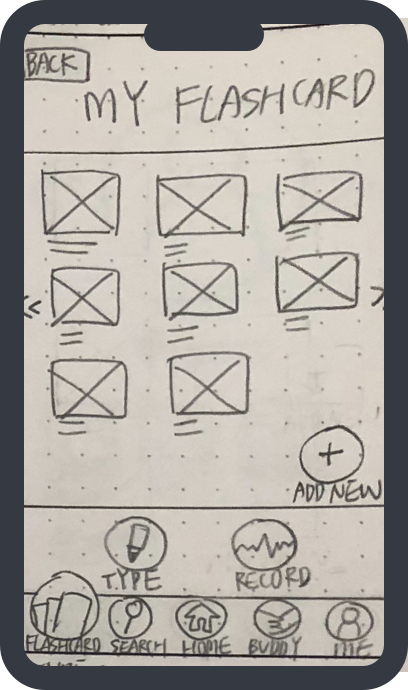 BACK
MY FLASHCARD
ADD NEW
TYPE RECORD
FLASHCARD SEARCH HOME BUDDY ME